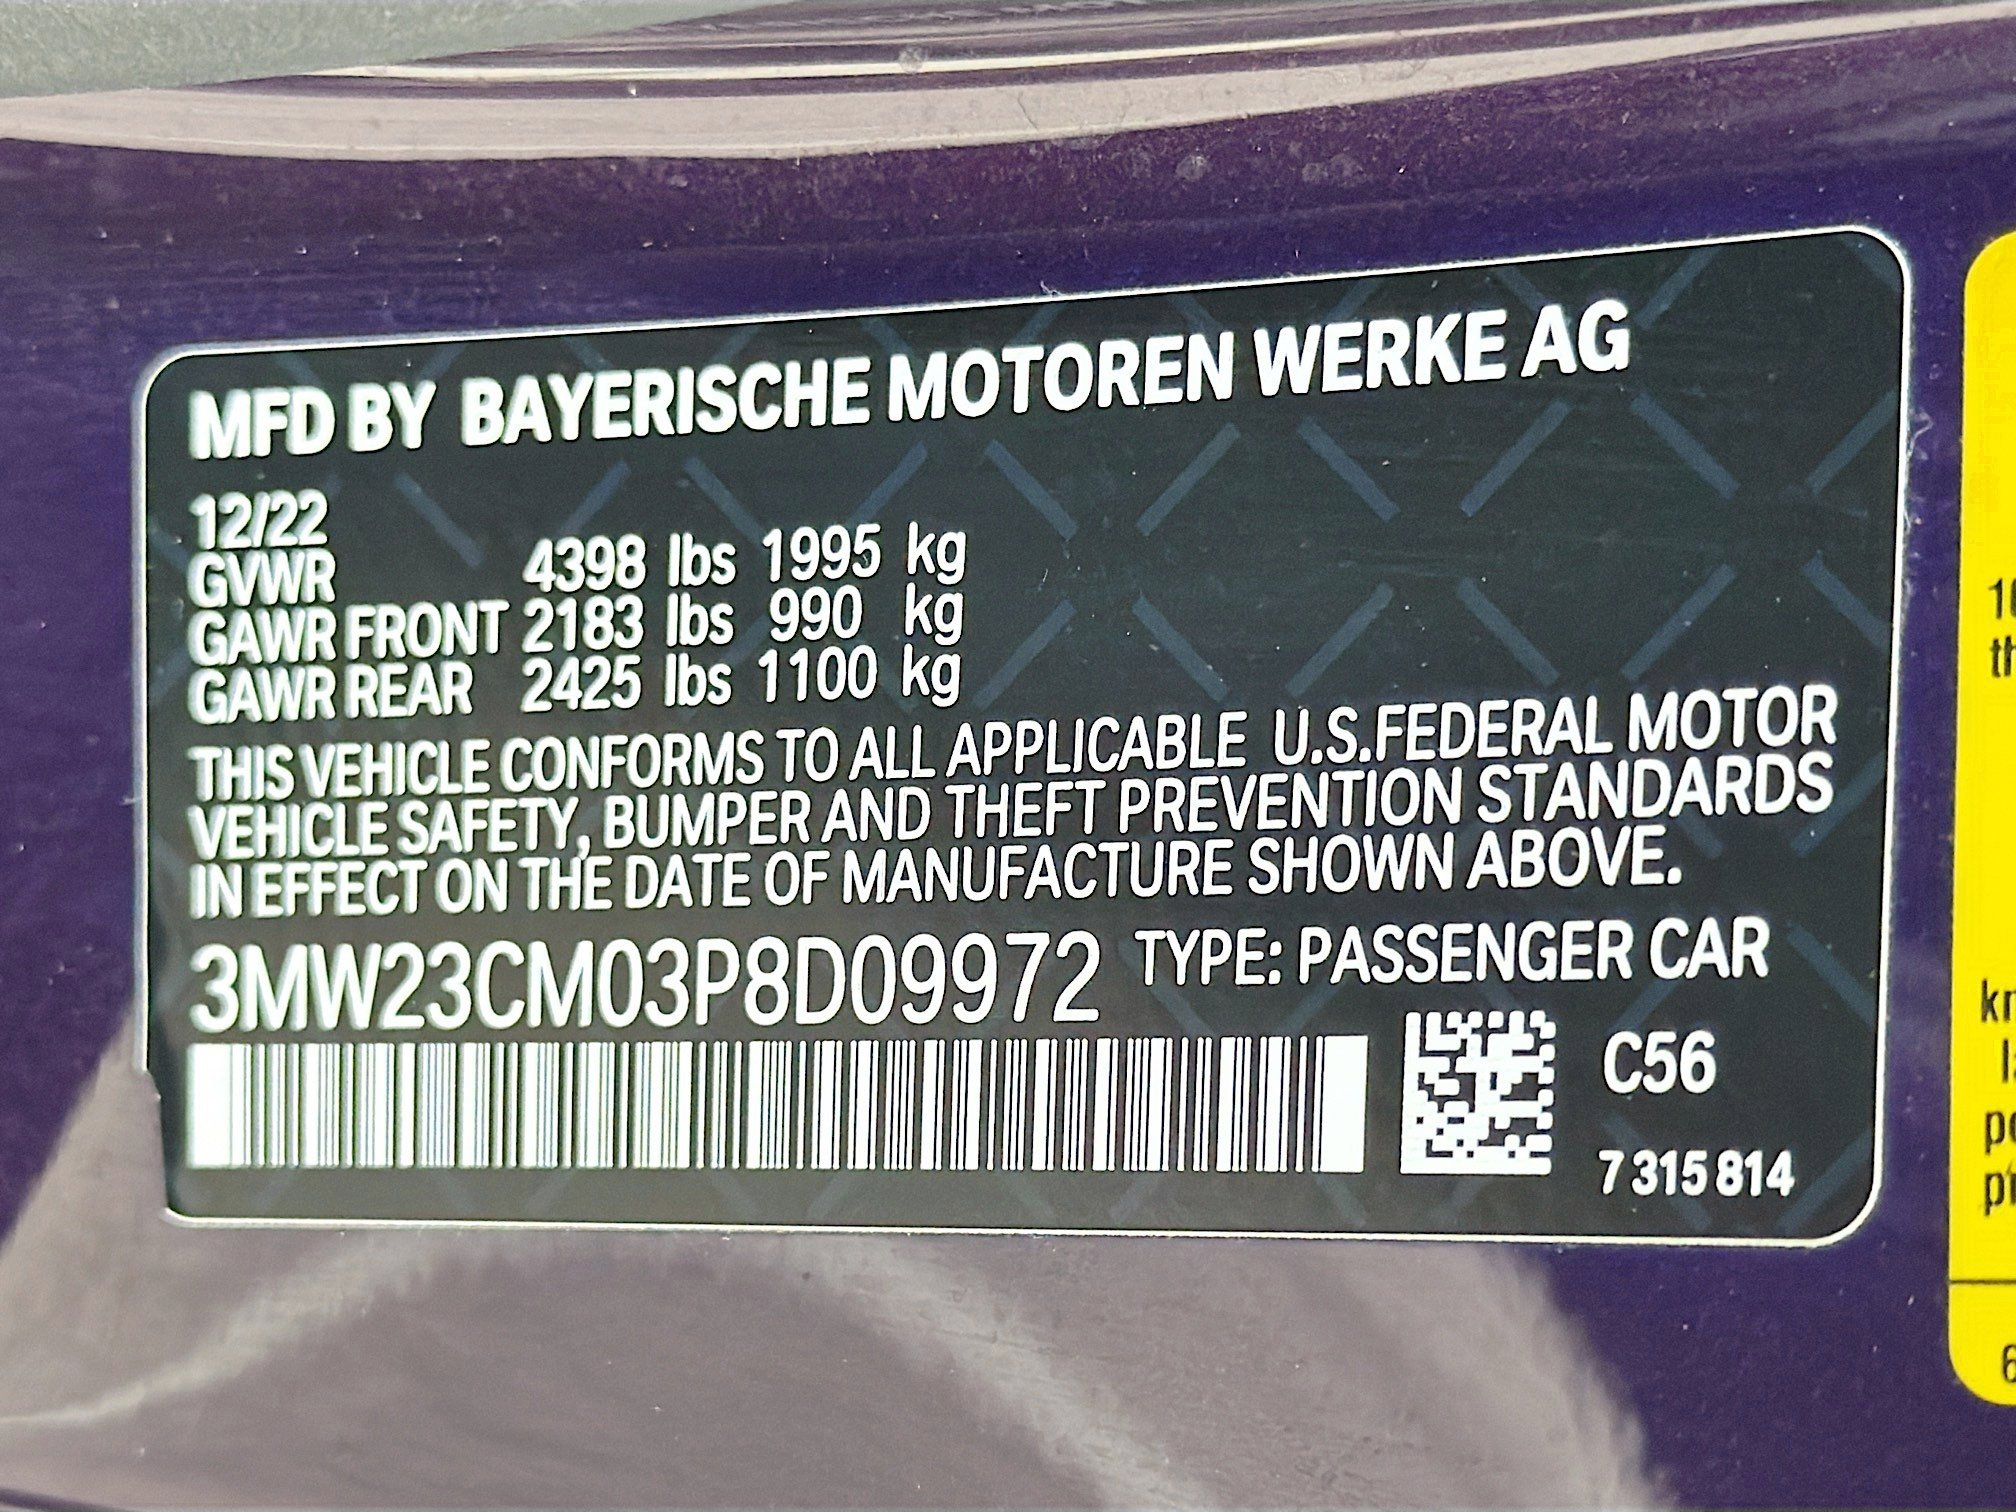 MFD BY BAYERISCHE MOTOREN WERKE AG
12/22
GVWR 4398 lbs 1995 kg
GAWR FRONT 2183 lbs 990 kg
GAWR REAR 2425 lbs 1100 kg
THIS VEHICLE CONFORMS TO ALL APPLICABLE U.S.FEDERAL MOTOR
VEHICLE SAFETY, BUMPER AND THEFT PREVENTION STANDARDS
IN EFFECT ON THE DATE OF MANUFACTURE SHOWN ABOVE.
3MW23CM03P8D09972 TYPE: PASSENGER CAR
C56
7 315 814